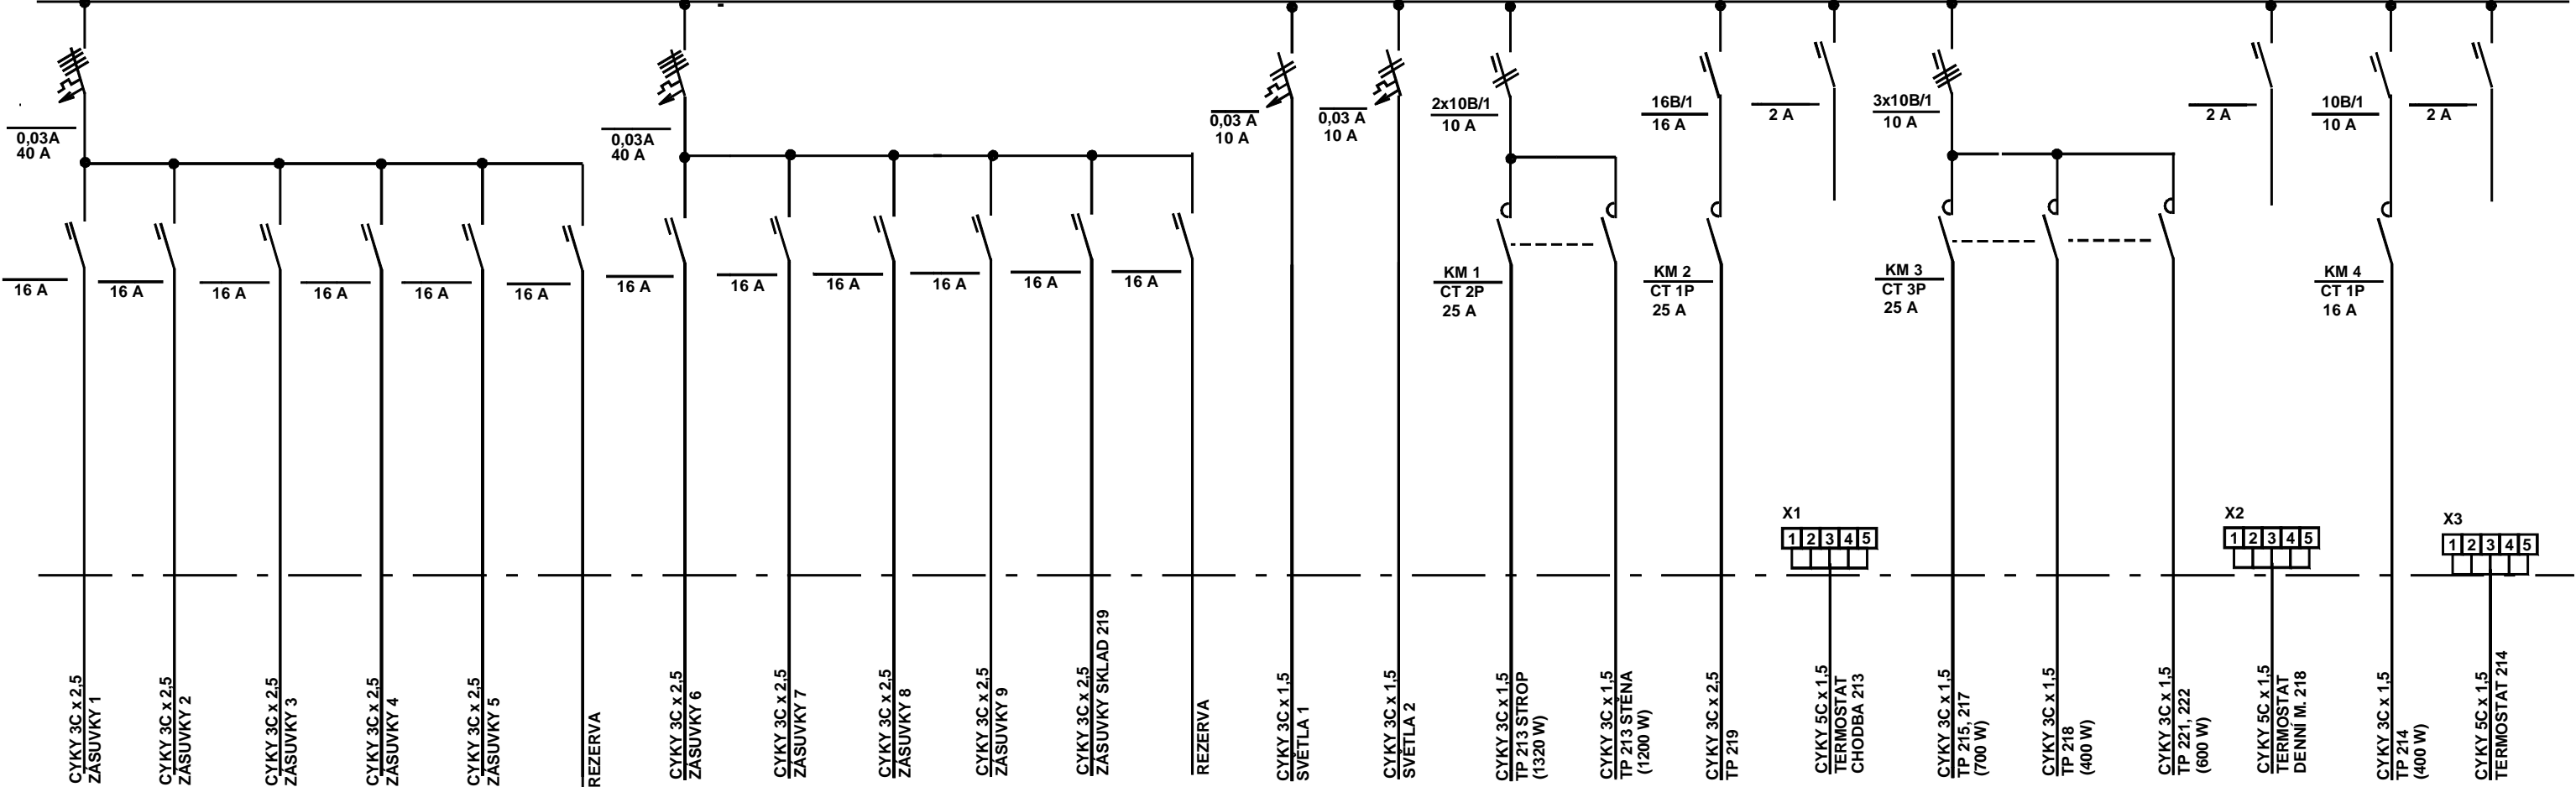 0,03A
40 A
0,03A
40 A
0,03 A
10 A
0,03 A
10 A
2x10B/1
10 A
16B/1
16 A
2 A
3x10B/1
10 A
2 A
10B/1
10 A
2 A
16 A
16 A
16 A
16 A
16 A
16 A
16 A
16 A
16 A
16 A
16 A
16 A
KM 1
CT 2P
25 A
KM 2
CT 1P
25 A
KM 3
CT 3P
25 A
KM 4
CT 1P
16 A
X1
1 2 3 4 5
X2
1 2 3 4 5
X3
1 2 3 4 5
CYKY 3C x 2,5
ZÁSUVKY 1
CYKY 3C x 2,5
ZÁSUVKY 2
CYKY 3C x 2,5
ZÁSUVKY 3
CYKY 3C x 2,5
ZÁSUVKY 4
CYKY 3C x 2,5
ZÁSUVKY 5
REZERVA
CYKY 3C x 2,5
ZÁSUVKY 6
CYKY 3C x 2,5
ZÁSUVKY 7
CYKY 3C x 2,5
ZÁSUVKY 8
CYKY 3C x 2,5
ZÁSUVKY 9
CYKY 3C x 2,5
ZÁSUVKY SKLAD 219
REZERVA
CYKY 3C x 1,5
SVĚTLA 1
CYKY 3C x 1,5
SVĚTLA 2
CYKY 3C x 1,5
TP 213 STROP
(1320 W)
CYKY 3C x 1,5
TP 213 STĚNA
(1200 W)
CYKY 3C x 2,5
TP 219
CYKY 5C x 1,5
TERMOSTAT
CHODBA 213
CYKY 3C x 1,5
TP 215, 217
(700 W)
CYKY 3C x 1,5
TP 218
(400 W)
CYKY 3C x 1,5
TP 221, 222
(600 W)
CYKY 5C x 1,5
TERMOSTAT
DENNÍ M. 218
CYKY 3C x 1,5
TP 214
(400 W)
CYKY 5C x 1,5
TERMOSTAT 214